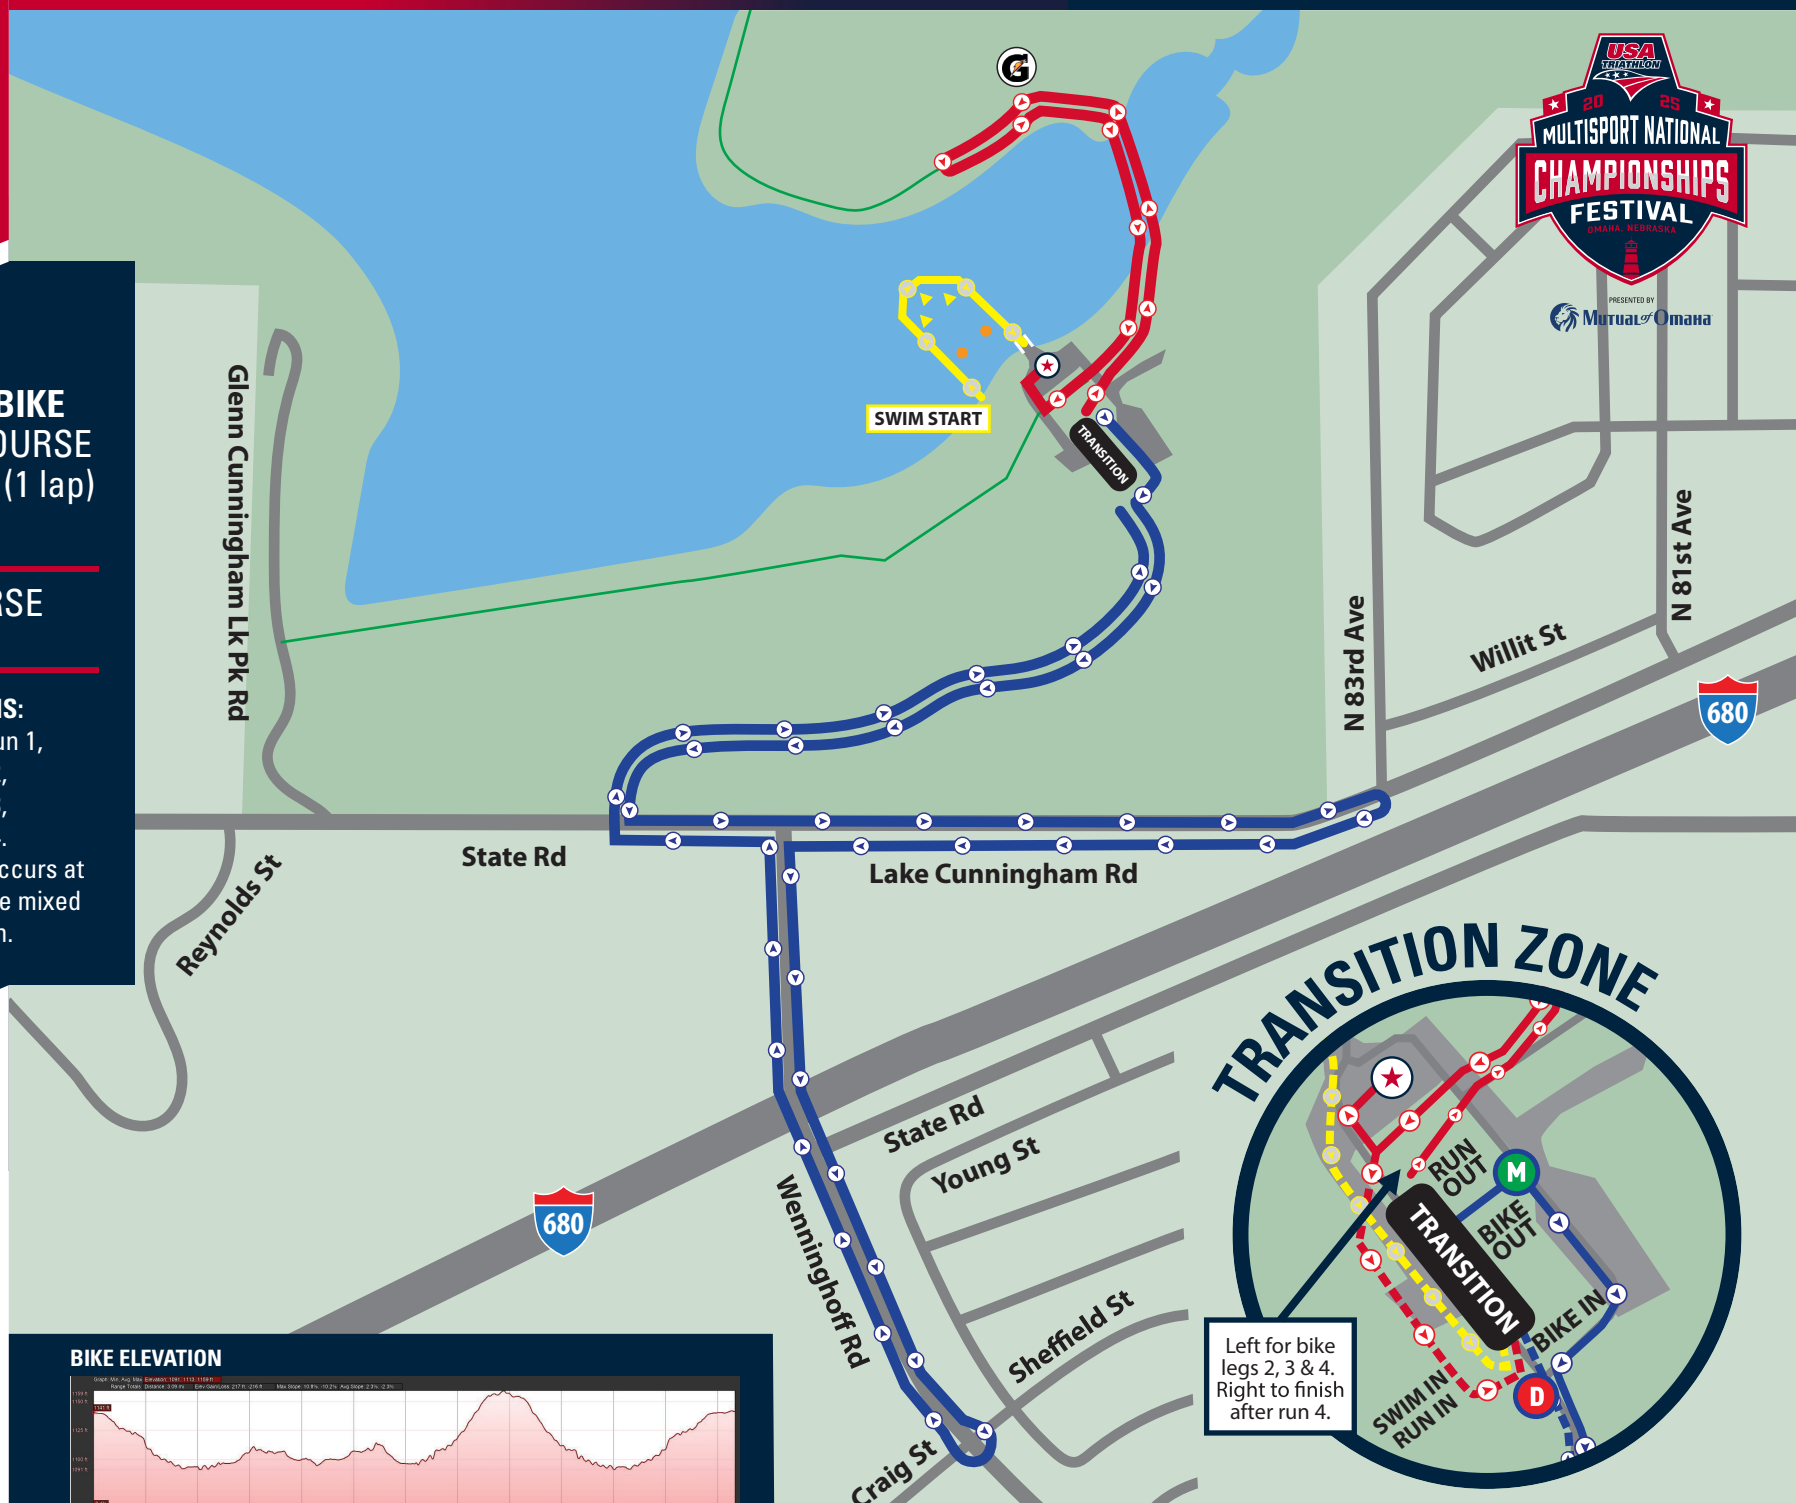 USA
TRIATHLON
20 25
MULTISPORT NATIONAL
CHAMPIONSHIPS
FESTIVAL
OMAHA, NEBRASKA
PRESENTED BY
Mutual of Omaha
G
SWIM START
TRANSITION
BIKE
OURSE
(1 lap)
RSE
IS:
un 1,
ccurs at
e mixed
n.
Glenn Cunningham Lk Pk Rd
N 83rd Ave
N 81st Ave
Willit St
680
State Rd
Lake Cunningham Rd
Reynolds St
State Rd
Young St
Wenninghoff Rd
Sheffield St
Craig St
680
TRANSITION ZONE
RUN
OUT
M
BIKE
OUT
TRANSITION
BIKE IN
D
SWIM IN
RUN IN
Left for bike
legs 2, 3 & 4.
Right to finish
after run 4.
BIKE ELEVATION